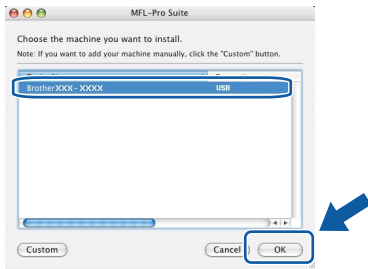 MFL-Pro Suite
Choose the machine you want to install.
Note: If you want to add your machine manually, click the "Custom" button.
BrotherXXX-XXXX USB
Custom Cancel OK